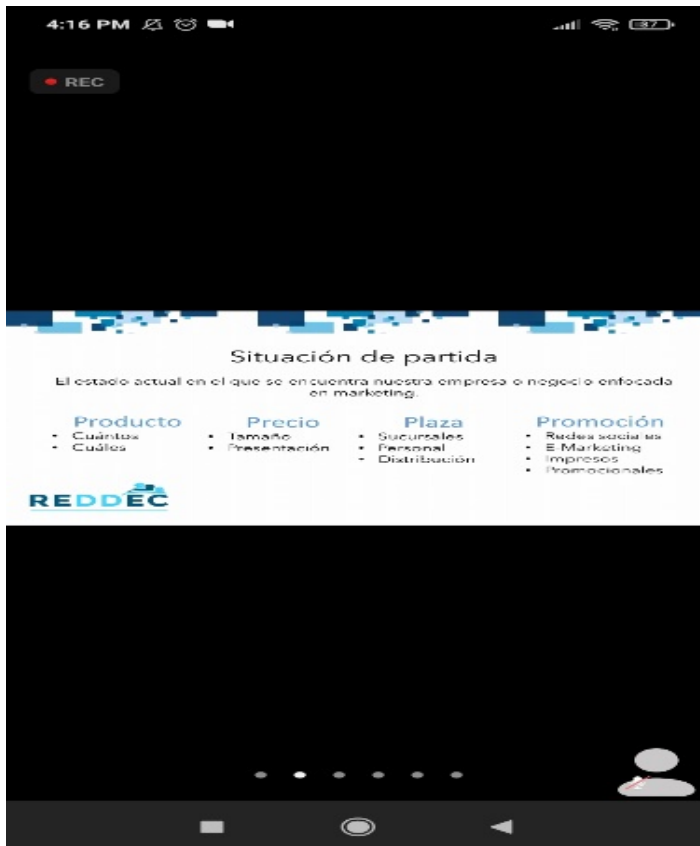 4:16 PM
87
REC
Situación de partida
El estado actual en el que se encuentra nuestra empresa o negocio enfocada
en marketing.
Producto
• Cuántos
• Cuáles
Precio
• Tamaño
• Presentación
Plaza
• Sucursales
• Personal
• Distribución
Promoción
• Redes sociales
• E-Marketing
• Impresos
• Promocionales
REDDEC